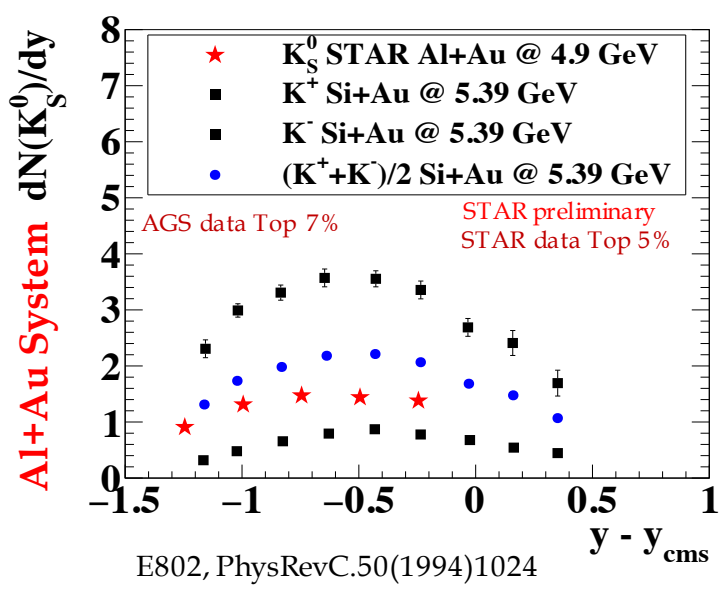 Al+Au System dN(K⁰_S)/dy
8
7
6
5
4
3
2
1
0
K⁰_S STAR Al+Au @ 4.9 GeV
K⁺ Si+Au @ 5.39 GeV
K⁻ Si+Au @ 5.39 GeV
(K⁺+K⁻)/2 Si+Au @ 5.39 GeV
AGS data Top 7%
STAR preliminary
STAR data Top 5%
−1.5 −1 −0.5 0 0.5 1
y - y_cms
E802, PhysRevC.50(1994)1024